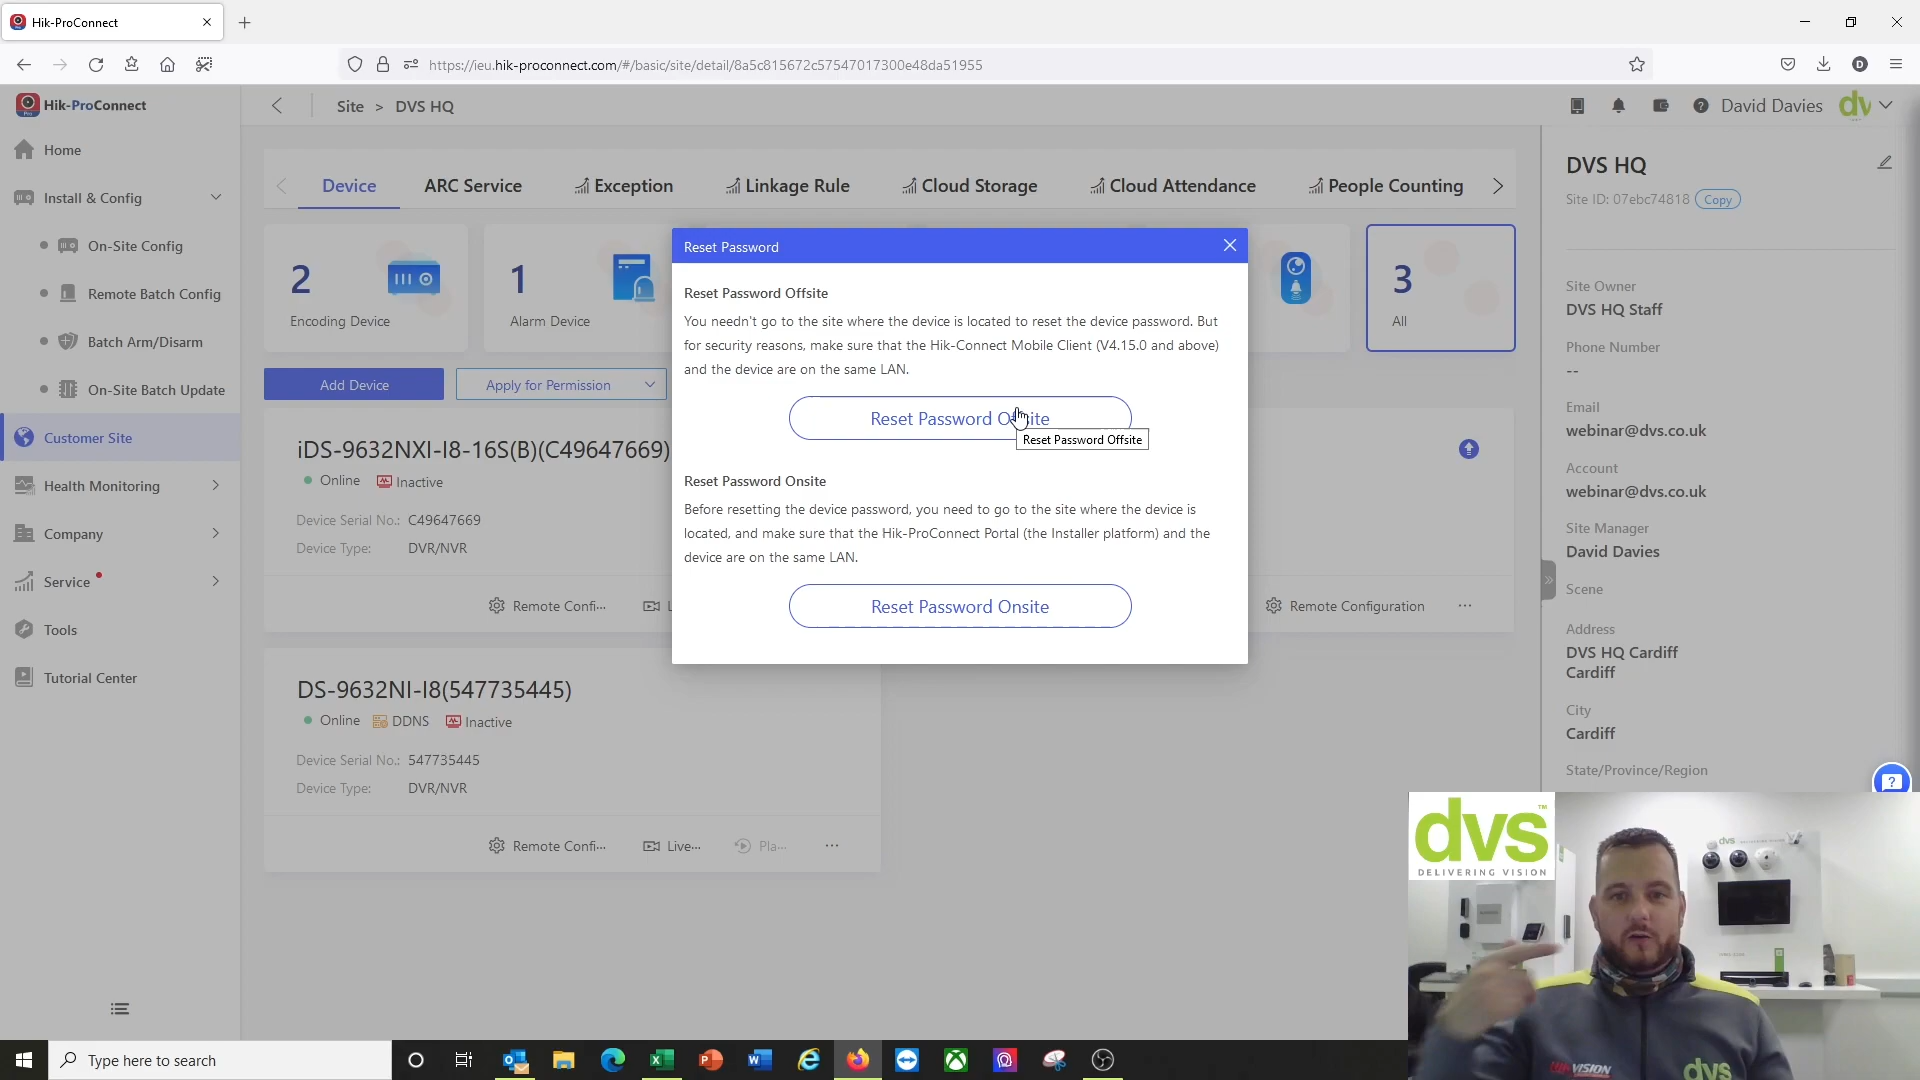 Hik-ProConnect
https://ieu.hik-proconnect.com/#/basic/site/detail/8a5c815672c57547017300e48da51955
D
Hik-ProConnect
Site > DVS HQ
David Davies
dv
Home
Install & Config
On-Site Config
Remote Batch Config
Batch Arm/Disarm
On-Site Batch Update
Customer Site
Health Monitoring
Company
Service
Tools
Tutorial Center
Device
ARC Service
Exception
Linkage Rule
Cloud Storage
Cloud Attendance
People Counting
2
Encoding Device
1
Alarm Device
3
All
Add Device
Apply for Permission
iDS-9632NXI-I8-16S(B)(C49647669)
Online
Inactive
Device Serial No.: C49647669
Device Type: DVR/NVR
Remote Confi...
L
Remote Configuration
...
DS-9632NI-I8(547735445)
Online
DDNS
Inactive
Device Serial No.: 547735445
Device Type: DVR/NVR
Remote Confi...
Live...
Pla...
...
Reset Password
Reset Password Offsite
You needn't go to the site where the device is located to reset the device password. But
for security reasons, make sure that the Hik-Connect Mobile Client (V4.15.0 and above)
and the device are on the same LAN.
Reset Password Offsite
Reset Password Offsite
Reset Password Onsite
Before resetting the device password, you need to go to the site where the device is
located, and make sure that the Hik-ProConnect Portal (the Installer platform) and the
device are on the same LAN.
Reset Password Onsite
DVS HQ
Site ID: 07ebc74818
Copy
Site Owner
DVS HQ Staff
Phone Number
--
Email
webinar@dvs.co.uk
Account
webinar@dvs.co.uk
Site Manager
David Davies
Scene
Address
DVS HQ Cardiff
Cardiff
City
Cardiff
State/Province/Region
dvs™
DELIVERING VISION
dvs
HIKVISION
dvs
Type here to search